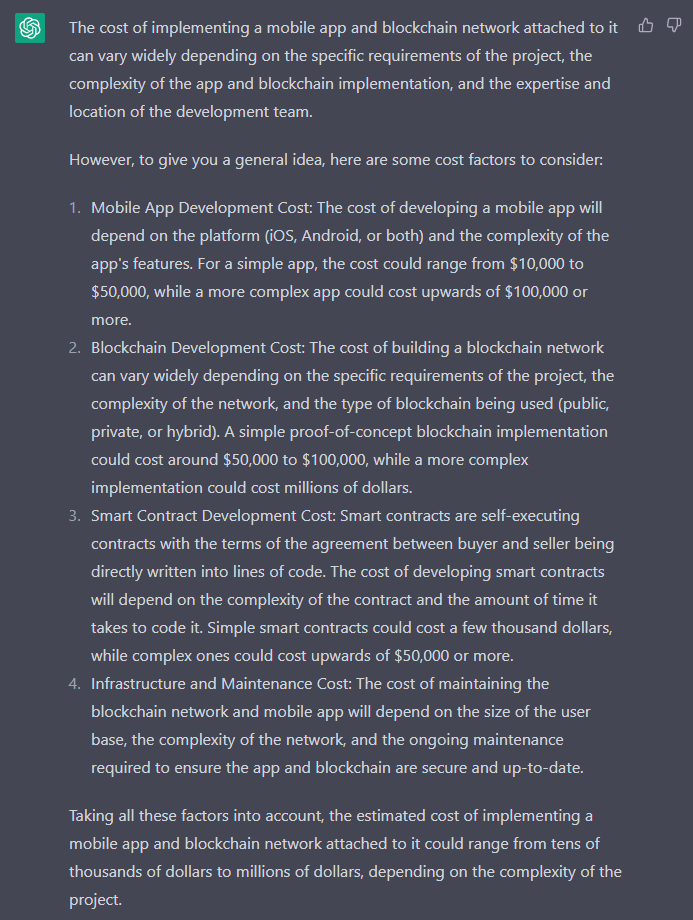 The cost of implementing a mobile app and blockchain network attached to it
can vary widely depending on the specific requirements of the project, the
complexity of the app and blockchain implementation, and the expertise and
location of the development team.
However, to give you a general idea, here are some cost factors to consider:
1. Mobile App Development Cost: The cost of developing a mobile app will
depend on the platform (iOS, Android, or both) and the complexity of the
app's features. For a simple app, the cost could range from $10,000 to
$50,000, while a more complex app could cost upwards of $100,000 or
more.
2. Blockchain Development Cost: The cost of building a blockchain network
can vary widely depending on the specific requirements of the project, the
complexity of the network, and the type of blockchain being used (public,
private, or hybrid). A simple proof-of-concept blockchain implementation
could cost around $50,000 to $100,000, while a more complex
implementation could cost millions of dollars.
3. Smart Contract Development Cost: Smart contracts are self-executing
contracts with the terms of the agreement between buyer and seller being
directly written into lines of code. The cost of developing smart contracts
will depend on the complexity of the contract and the amount of time it
takes to code it. Simple smart contracts could cost a few thousand dollars,
while complex ones could cost upwards of $50,000 or more.
4. Infrastructure and Maintenance Cost: The cost of maintaining the
blockchain network and mobile app will depend on the size of the user
base, the complexity of the network, and the ongoing maintenance
required to ensure the app and blockchain are secure and up-to-date.
Taking all these factors into account, the estimated cost of implementing a
mobile app and blockchain network attached to it could range from tens of
thousands of dollars to millions of dollars, depending on the complexity of the
project.